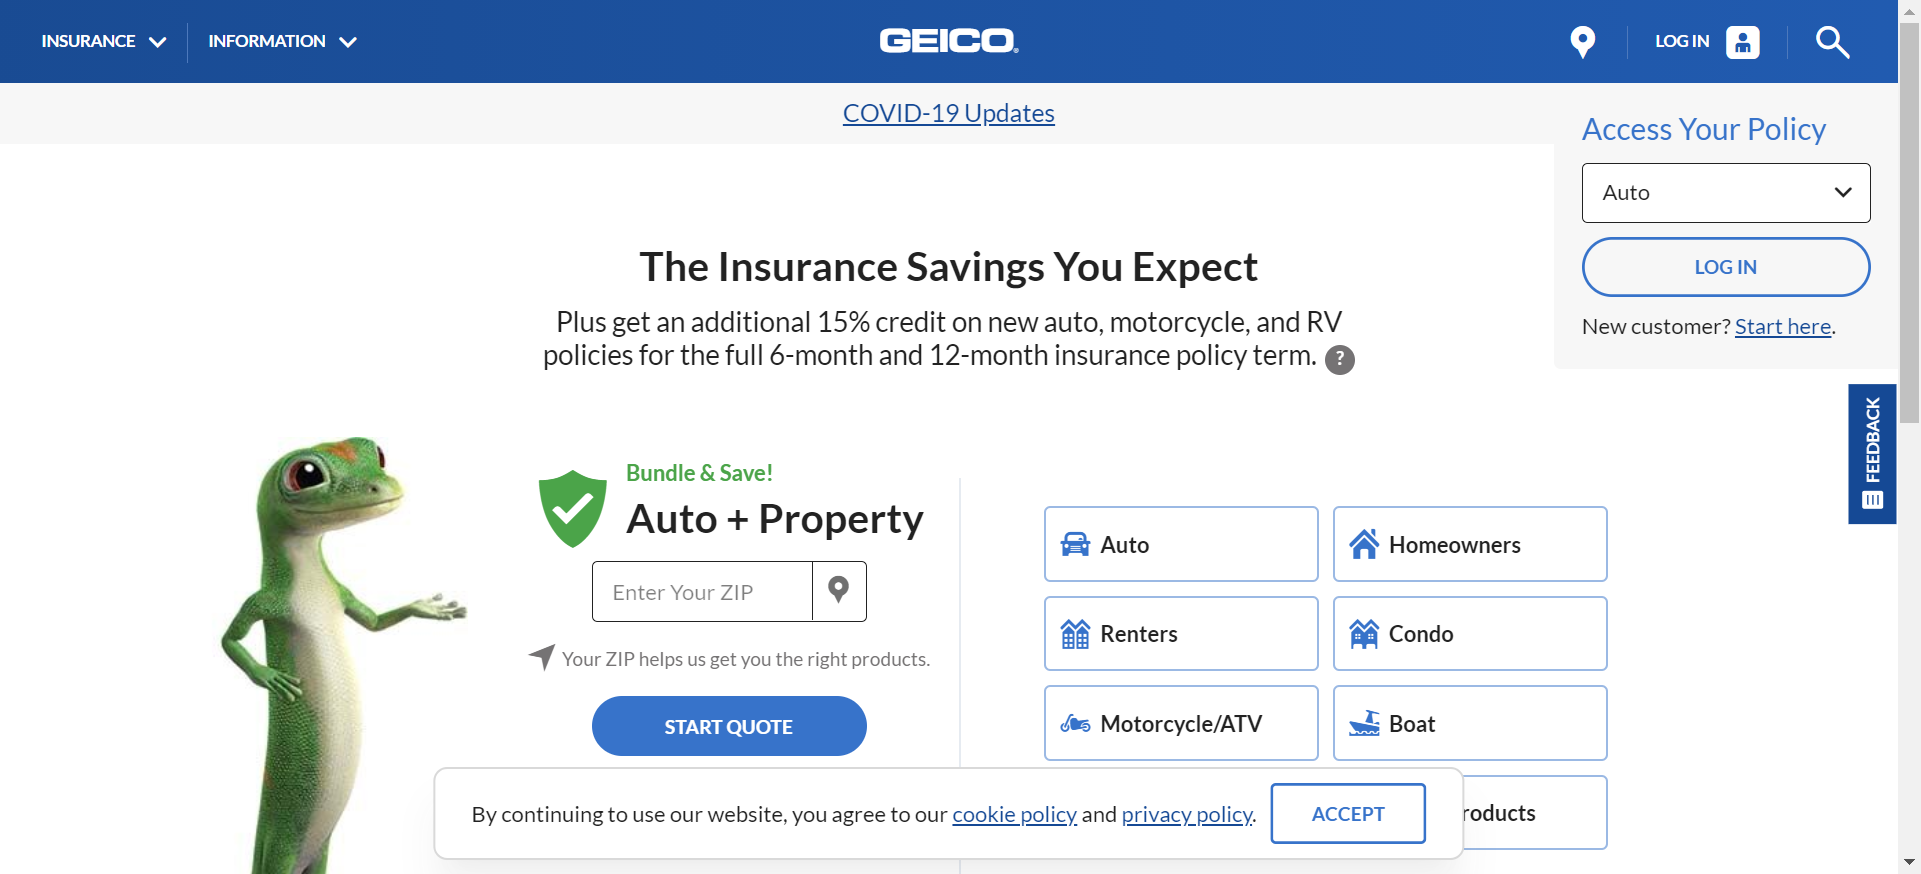 INSURANCE
INFORMATION
GEICO
LOG IN
COVID-19 Updates
Access Your Policy
Auto
LOG IN
New customer? Start here.
The Insurance Savings You Expect
Plus get an additional 15% credit on new auto, motorcycle, and RV
policies for the full 6-month and 12-month insurance policy term. ?
FEEDBACK
Bundle & Save!
Auto + Property
Enter Your ZIP
Your ZIP helps us get you the right products.
START QUOTE
Auto
Homeowners
Renters
Condo
Motorcycle/ATV
Boat
roducts
By continuing to use our website, you agree to our cookie policy and privacy policy.
ACCEPT